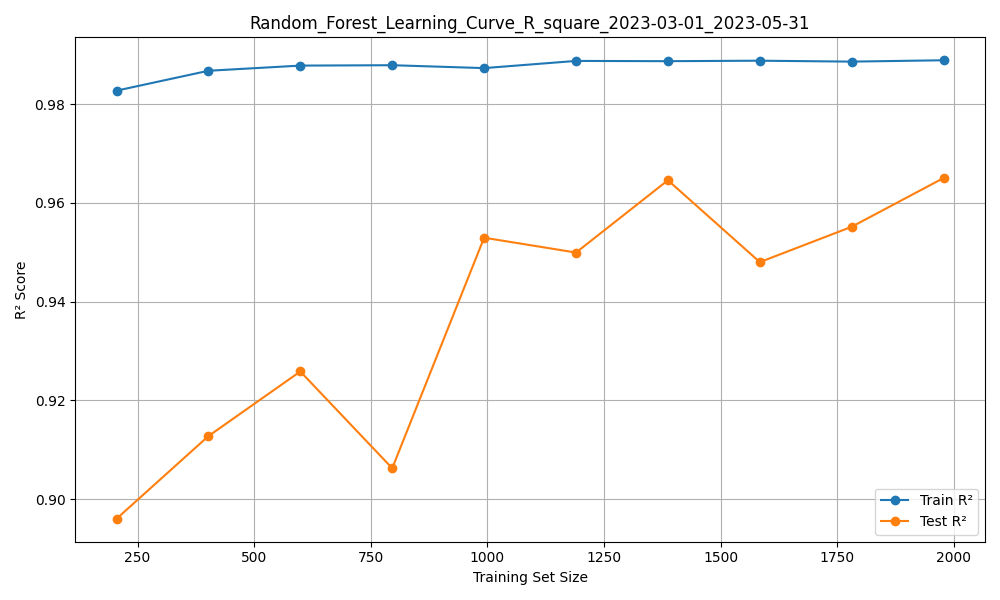 Random_Forest_Learning_Curve_R_square_2023-03-01_2023-05-31
R² Score
0.98
0.96
0.94
0.92
0.90
250 500 750 1000 1250 1500 1750 2000
Training Set Size
Train R²
Test R²